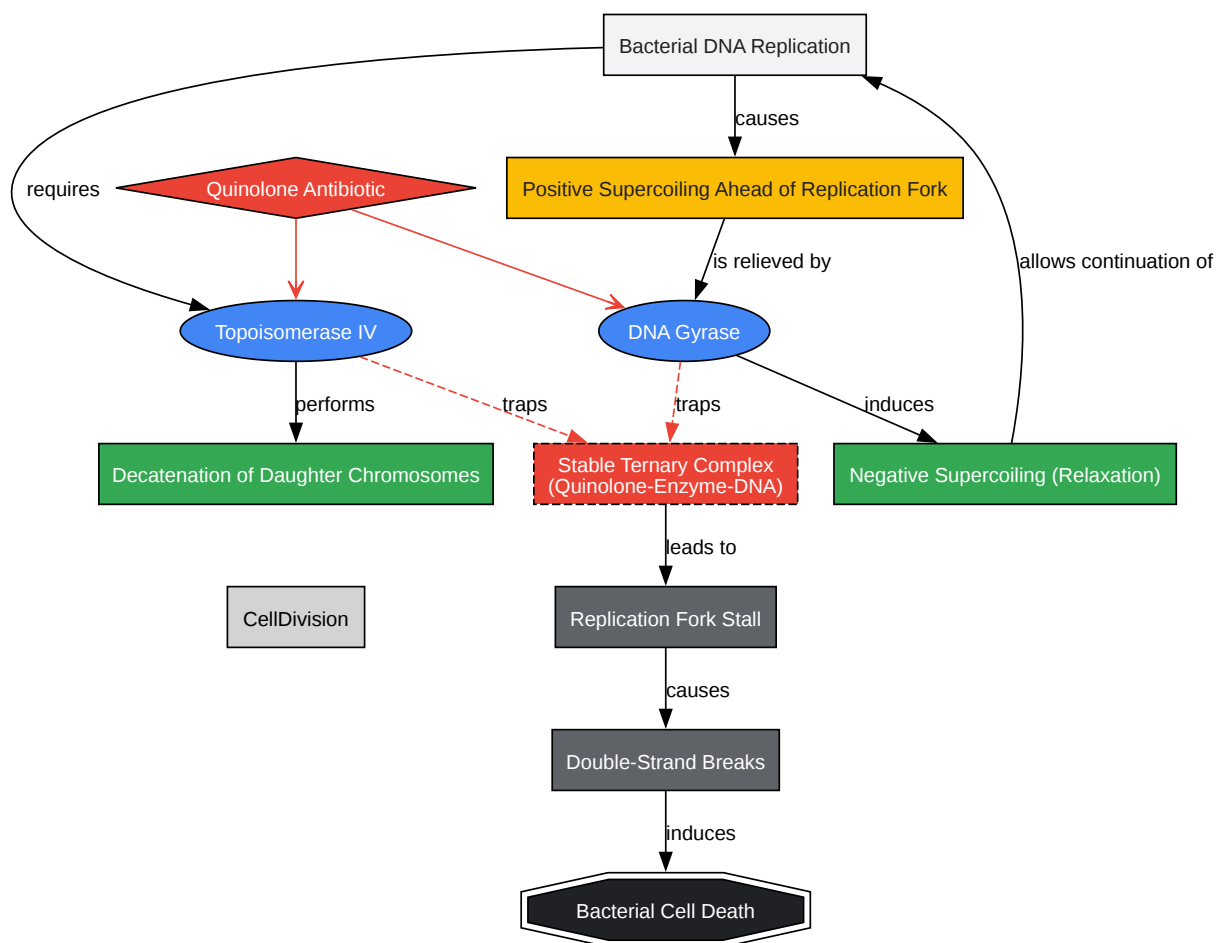 Bacterial DNA Replication
causes
requires
Quinolone Antibiotic
Positive Supercoiling Ahead of Replication Fork
is relieved by
allows continuation of
Topoisomerase IV
DNA Gyrase
performs
traps
traps
induces
Decatenation of Daughter Chromosomes
Stable Ternary Complex
(Quinolone-Enzyme-DNA)
Negative Supercoiling (Relaxation)
leads to
CellDivision
Replication Fork Stall
causes
Double-Strand Breaks
induces
Bacterial Cell Death